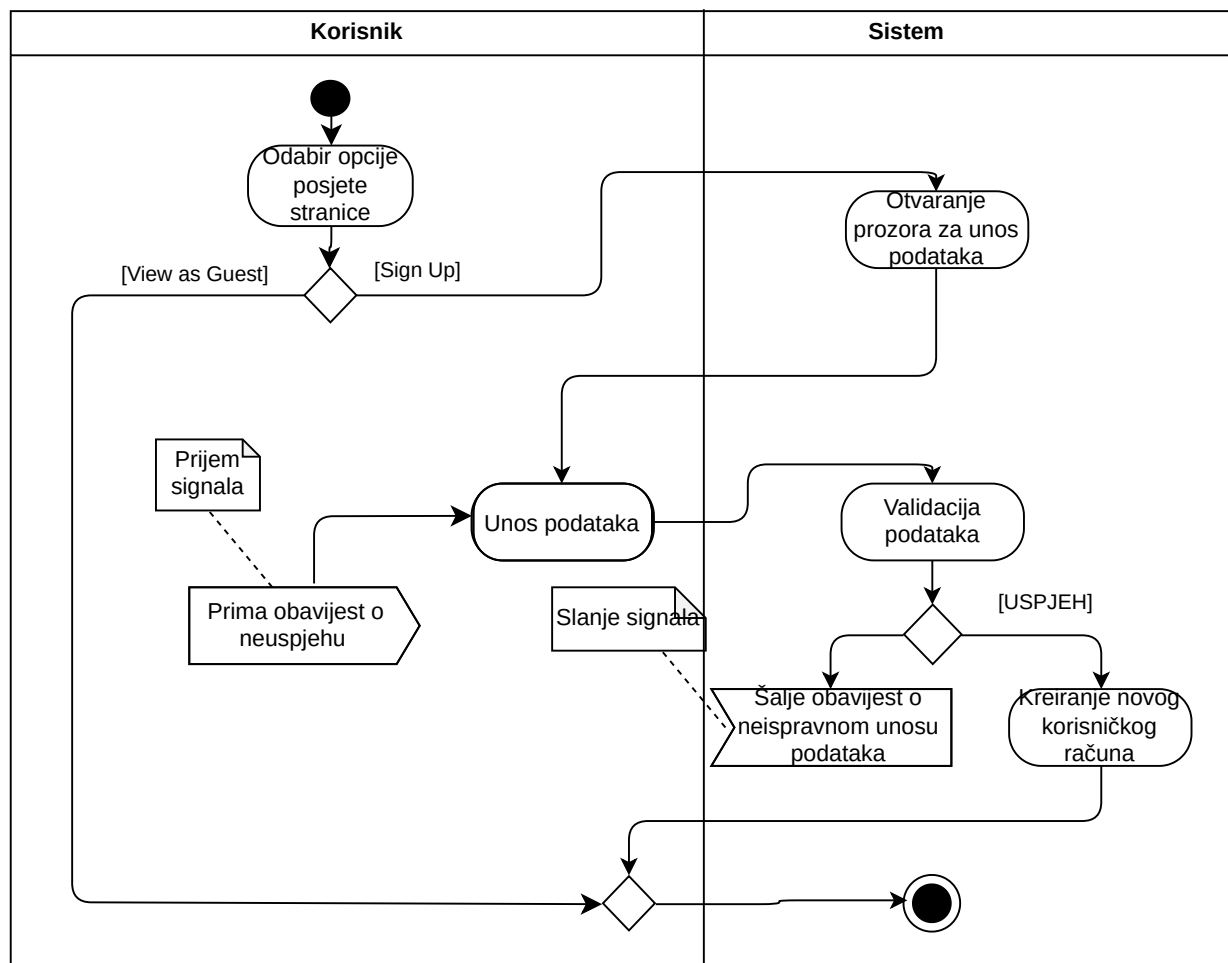 Korisnik
Sistem
Odabir opcije
posjete
stranice
Otvaranje
prozora za unos
podataka
[View as Guest]
[Sign Up]
Prijem
signala
Unos podataka
Validacija
podataka
Prima obavijest o
neuspjehu
Slanje signala
[USPJEH]
Šalje obavijest o
neispravnom unosu
podataka
Kreiranje novog
korisničkog
računa